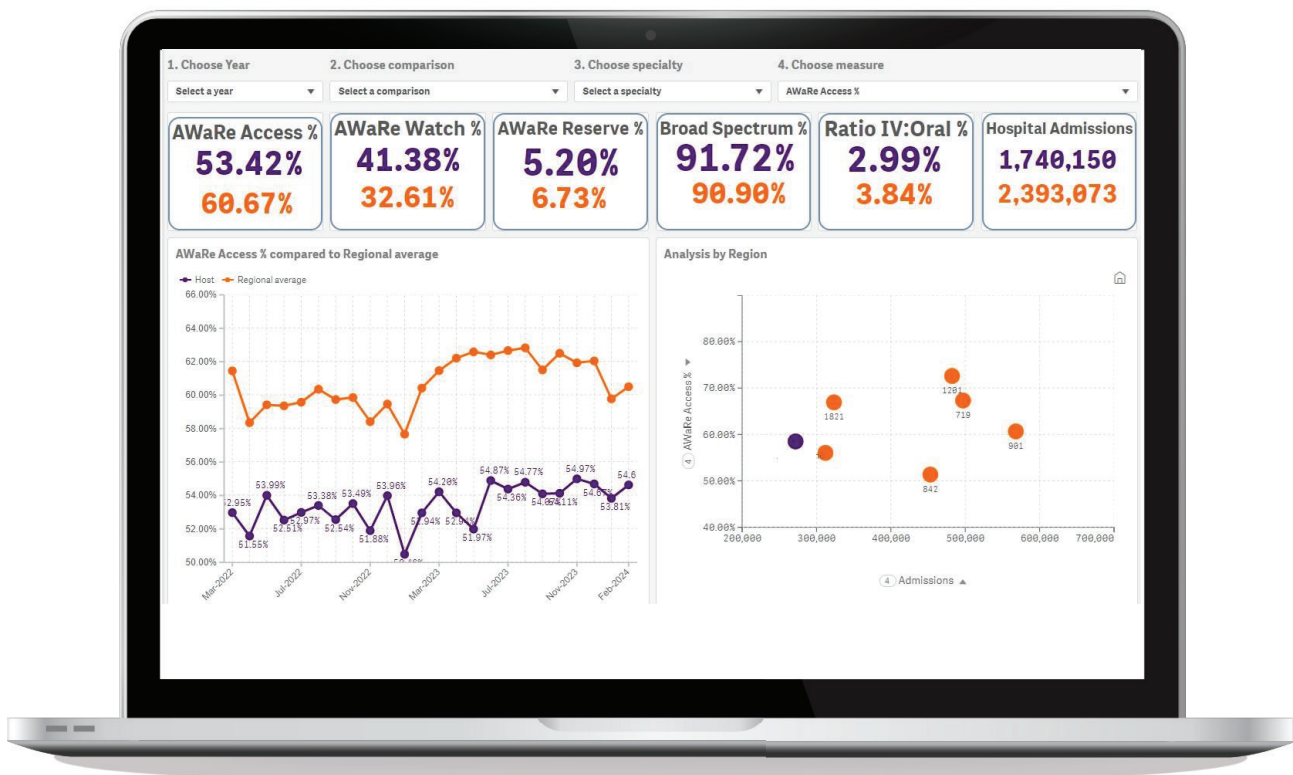 1. Choose Year 2. Choose comparison 3. Choose specialty 4. Choose measure
Select a year Select a comparison Select a specialty AWaRe Access %
AWaRe Access %
53.42%
60.67%
AWaRe Watch %
41.38%
32.61%
AWaRe Reserve %
5.20%
6.73%
Broad Spectrum %
91.72%
90.90%
Ratio IV:Oral %
2.99%
3.84%
Hospital Admissions
1,740,150
2,393,073
AWaRe Access % compared to Regional average
Host Regional average
66.00%
64.00%
62.00%
60.00%
58.00%
56.00%
54.00%
52.00%
50.00%
2.95%
51.55%
53.99%
52.51%
52.97%
53.38%
52.54%
53.49%
51.88%
53.96%
52.94%
54.20%
51.97%
54.87%
54.36%
54.77%
54.11%
54.97%
53.81%
54.6
Mar-2022
Jul-2022
Nov-2022
Mar-2023
Jul-2023
Nov-2023
Feb-2024
Analysis by Region
80.00%
70.00%
60.00%
50.00%
40.00%
4 AWaRe Access %
1821
1201
719
901
842
200,000 300,000 400,000 500,000 600,000 700,000
4 Admissions